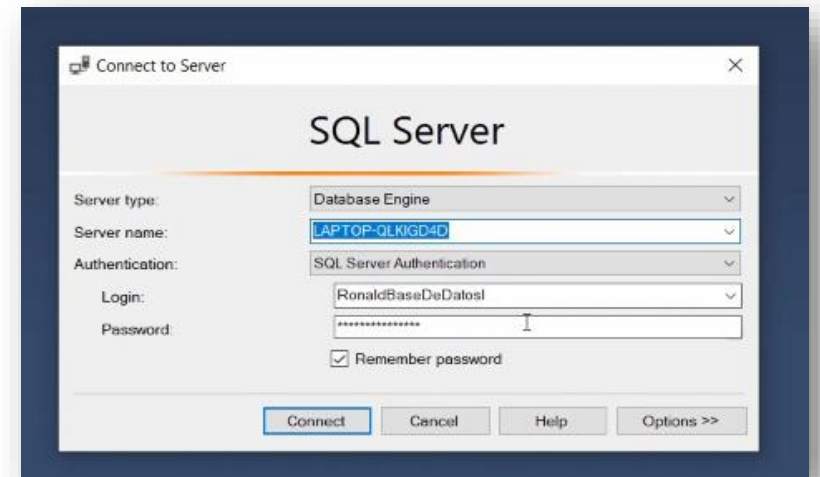 Connect to Server
SQL Server
Server type: Database Engine
Server name: LAPTOP-QLKIGD4D
Authentication: SQL Server Authentication
Login: RonaldBaseDeDatosI
Password: ***************
Remember password
Connect Cancel Help Options >>